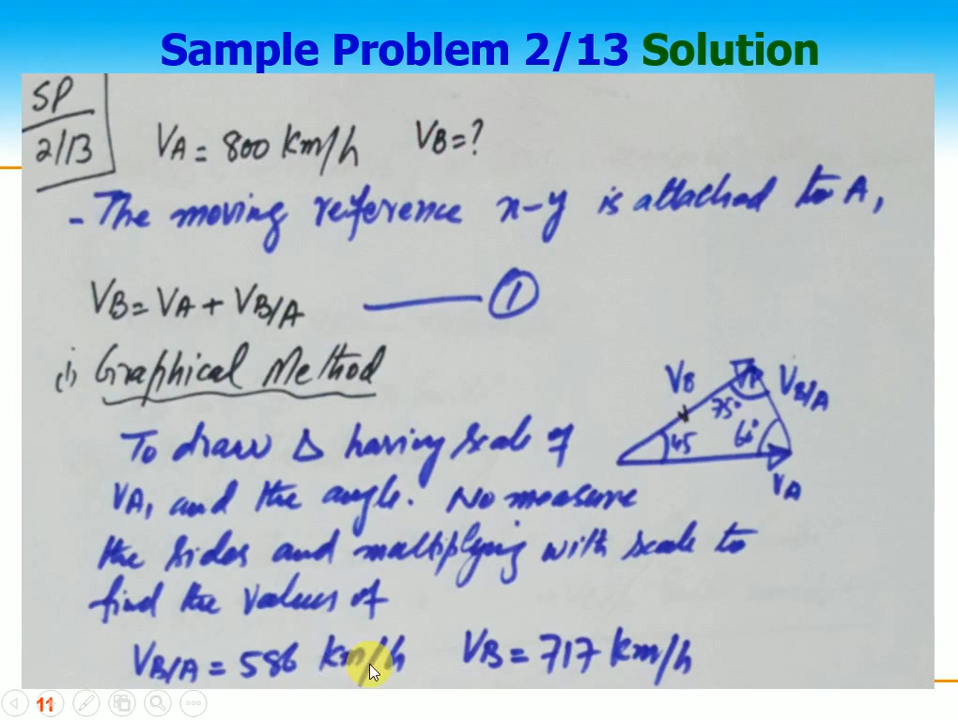 Sample Problem 2/13 Solution
SP
2/13
VA = 800 km/h VB = ?
- The moving reference x-y is attached to A,
VB = VA + VB/A ——— ①
(i) Graphical Method
VB
VB/A
75°
45
60°
VA
To draw Δ having scale of
VA, and the angle. No measure
the sides and multiplying with scale to
find the values of
VB/A = 586 km/h VB = 717 km/h
11